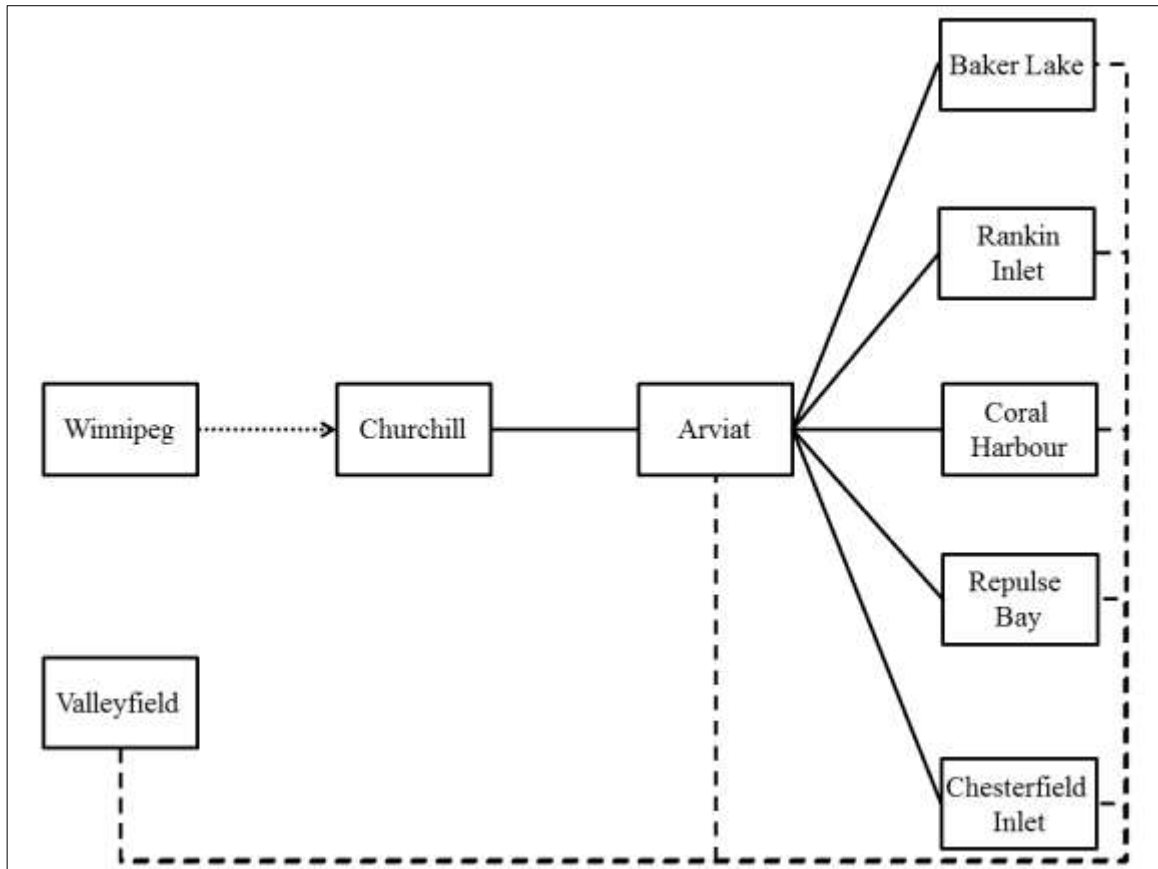 Baker Lake
Rankin
Inlet
Winnipeg
Churchill
Arviat
Coral
Harbour
Repulse
Bay
Valleyfield
Chesterfield
Inlet